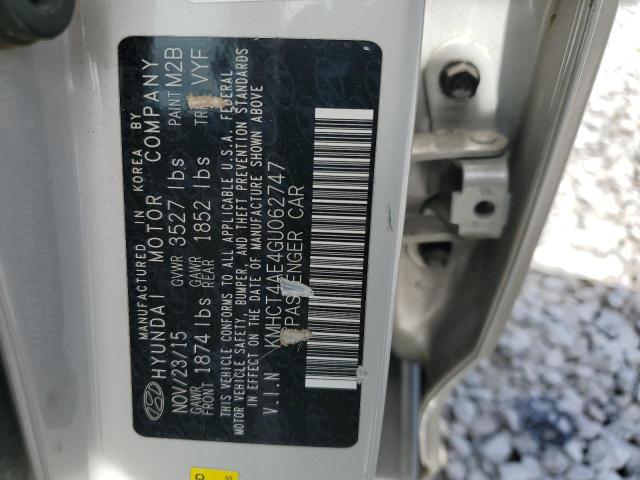 MANUFACTURED IN KOREA BY
HYUNDAI MOTOR COMPANY
NOV/23/15 GVWR 3527 lbs PAINT M2B
GAWR FRONT 1874 lbs GAWR REAR 1852 lbs VYF
THIS VEHICLE CONFORMS TO ALL APPLICABLE U.S.A. FEDERAL
MOTOR VEHICLE SAFETY, BUMPER, AND THEFT PREVENTION STANDARDS
IN EFFECT ON THE DATE OF MANUFACTURE SHOWN ABOVE
V.I.N KMHCT4AE4GU062747
PASSENGER CAR